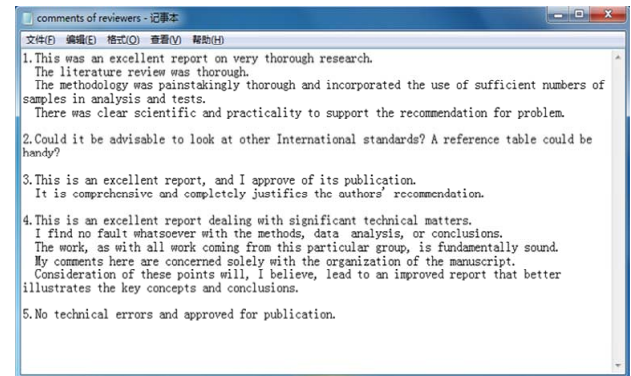 comments of reviewers - 记事本
文件(F) 编辑(E) 格式(O) 查看(V) 帮助(H)
1.This was an excellent report on very thorough research.
The literature review was thorough.
The methodology was painstakingly thorough and incorporated the use of sufficient numbers of
samples in analysis and tests.
There was clear scientific and practicality to support the recommendation for problem.
2.Could it be advisable to look at other International standards? A reference table could be
handy?
3.This is an excellent report, and I approve of its publication.
It is comprehensive and completely justifies the authors' recommendation.
4.This is an excellent report dealing with significant technical matters.
I find no fault whatsoever with the methods, data analysis, or conclusions.
The work, as with all work coming from this particular group, is fundamentally sound.
My comments here are concerned solely with the organization of the manuscript.
Consideration of these points will, I believe, lead to an improved report that better
illustrates the key concepts and conclusions.
5.No technical errors and approved for publication.